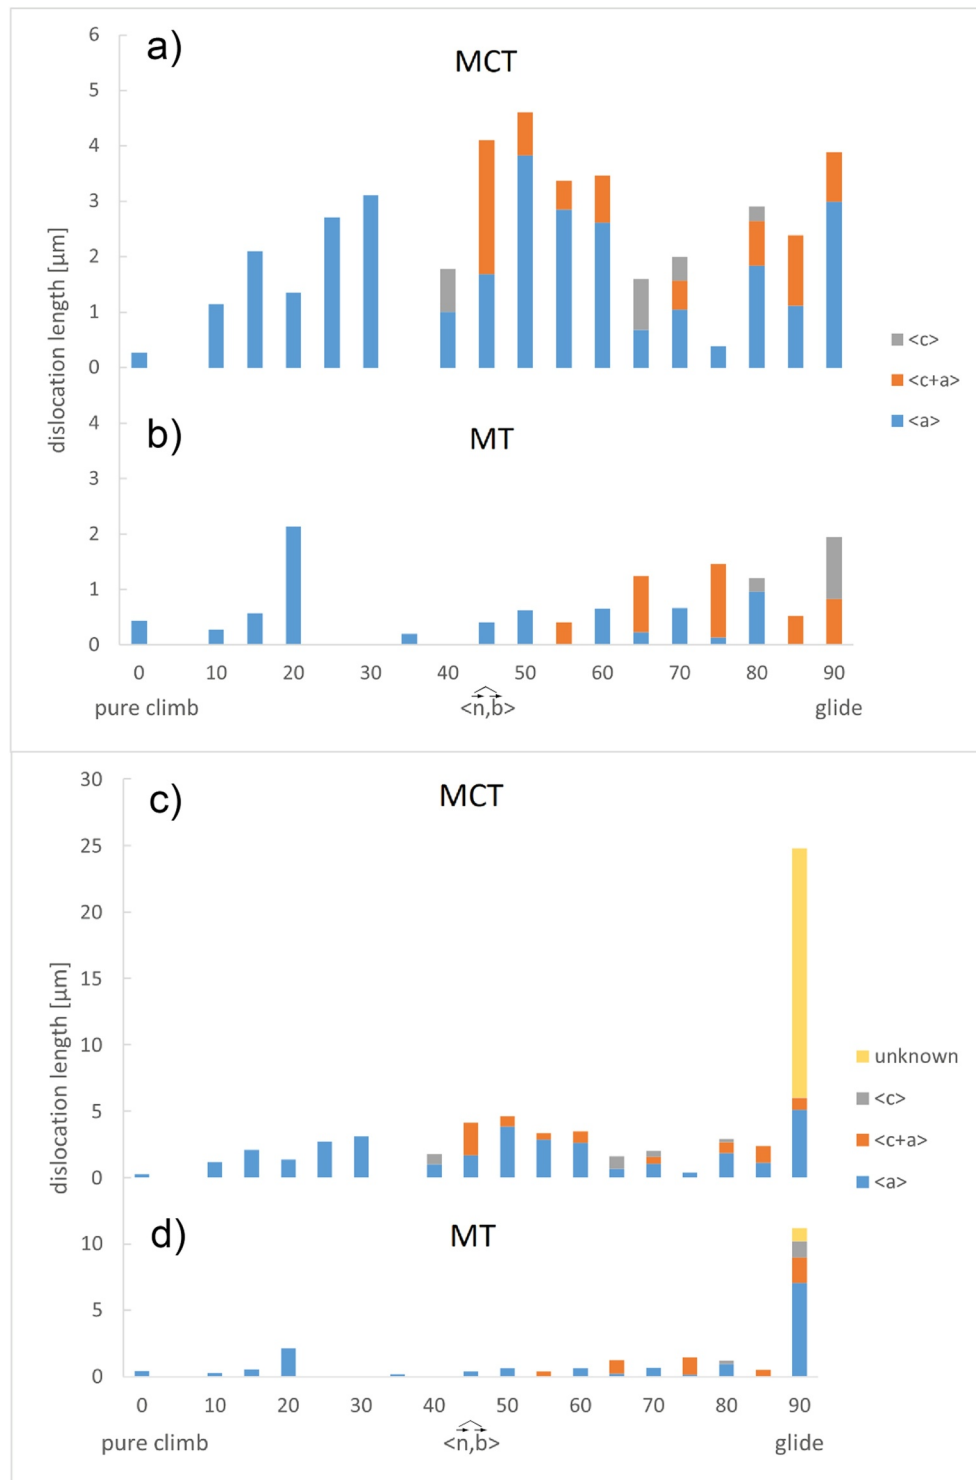 a)
MCT
6
5
4
3
2
1
0
dislocation length [µm]
<c>
<c+a>
<a>
b)
MT
4
3
2
1
0
0 10 20 30 40 50 60 70 80 90
pure climb <n,b> glide
c)
MCT
30
25
20
15
10
5
0
dislocation length [µm]
unknown
<c>
<c+a>
<a>
d)
MT
10
5
0
0 10 20 30 40 50 60 70 80 90
pure climb <n,b> glide